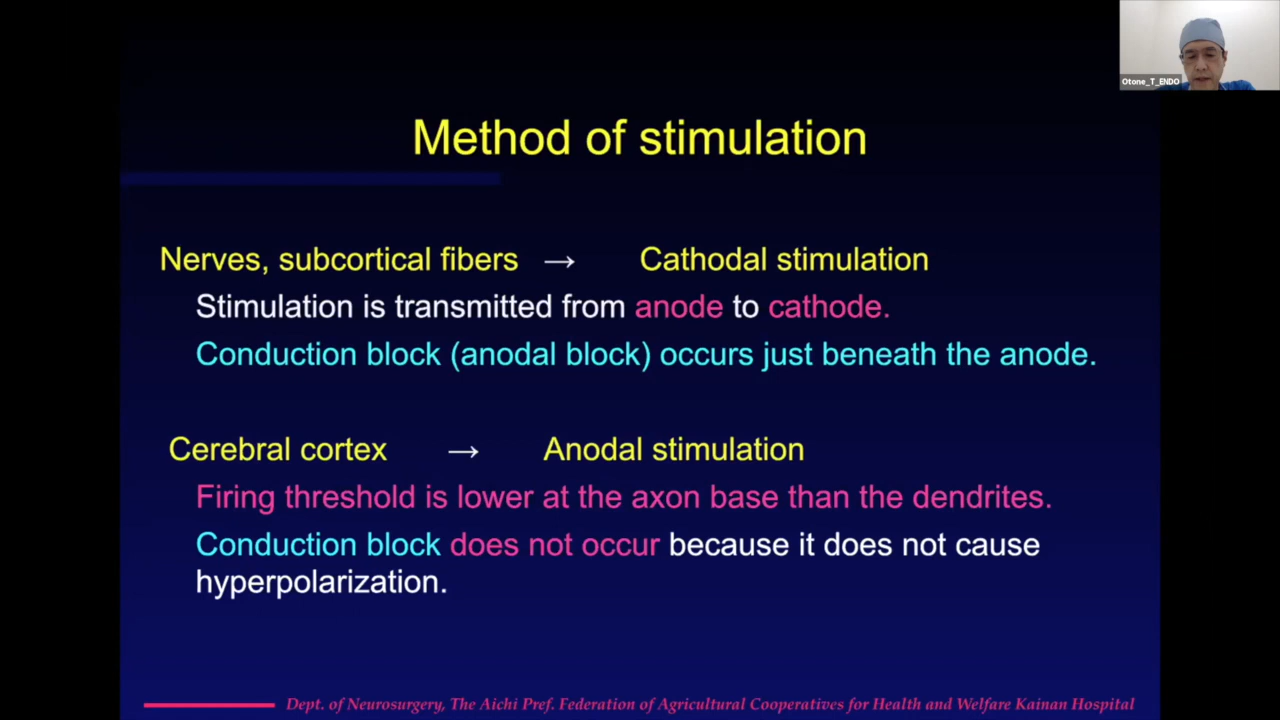 Otone_T_ENDO
Method of stimulation
Nerves, subcortical fibers → Cathodal stimulation
Stimulation is transmitted from anode to cathode.
Conduction block (anodal block) occurs just beneath the anode.
Cerebral cortex → Anodal stimulation
Firing threshold is lower at the axon base than the dendrites.
Conduction block does not occur because it does not cause
hyperpolarization.
Dept. of Neurosurgery, The Aichi Pref. Federation of Agricultural Cooperatives for Health and Welfare Kainan Hospital